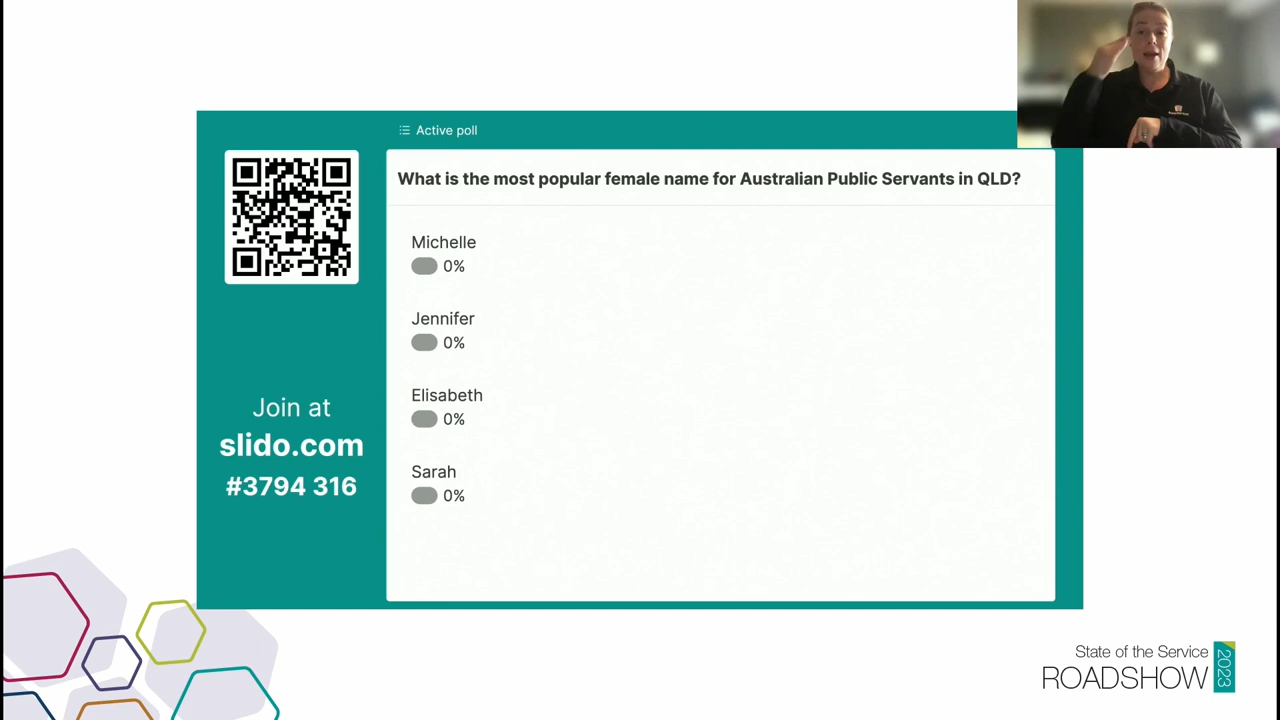 Active poll
What is the most popular female name for Australian Public Servants in QLD?
Michelle
0%
Jennifer
0%
Elisabeth
0%
Sarah
0%
Join at
slido.com
#3794 316
State of the Service
ROADSHOW
2023